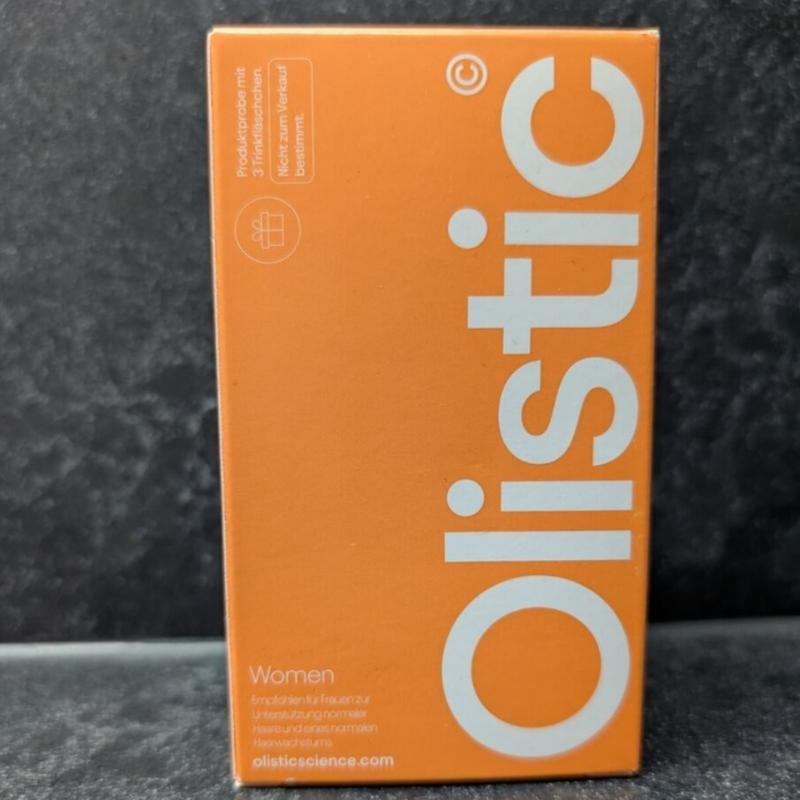 Produktprobe mit
3 Trinkfläschchen.
Nicht zum Verkauf
bestimmt.
Olistic©
Women
Empfohlen für Frauen zur
Unterstützung normaler
Haare und eines normalen
Haarwachstums.
olisticscience.com